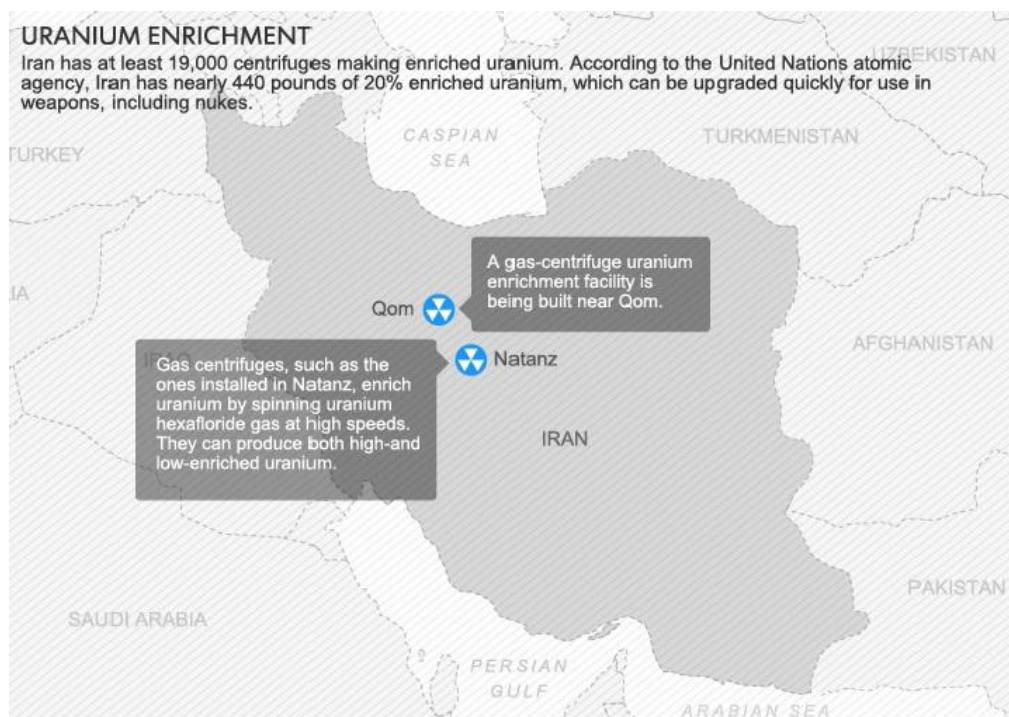 URANIUM ENRICHMENT
Iran has at least 19,000 centrifuges making enriched uranium. According to the United Nations atomic
agency, Iran has nearly 440 pounds of 20% enriched uranium, which can be upgraded quickly for use in
weapons, including nukes.
UZBEKISTAN
CASPIAN
SEA
TURKMENISTAN
TURKEY
A gas-centrifuge uranium
enrichment facility is
being built near Qom.
Qom
AFGHANISTAN
Natanz
IRAQ
Gas centrifuges, such as the
ones installed in Natanz, enrich
uranium by spinning uranium
hexafloride gas at high speeds.
They can produce both high-and
low-enriched uranium.
IRAN
PAKISTAN
SAUDI ARABIA
PERSIAN
GULF
ARABIAN SEA